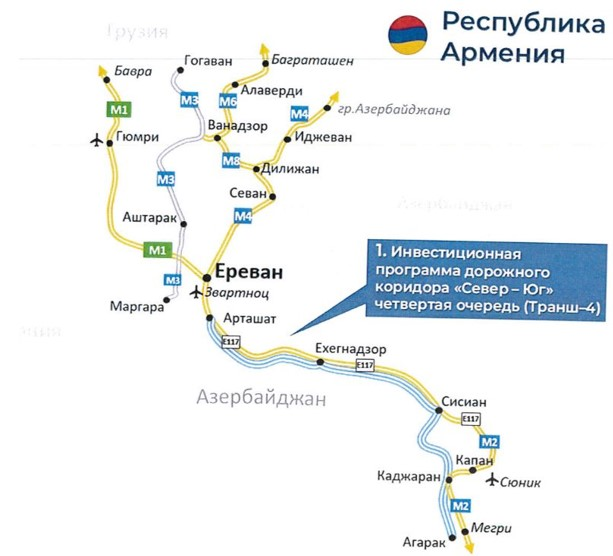 Республика
Армения
Грузия
Гогаван
Баграташен
Бавра
Алаверди
M3
M6
M1
M4
гр.Азербайджана
Гюмри
Ванадзор
Иджеван
M8
Дилижан
M3
Севан
Аштарак
M4
Азербайджан
M1
Ереван
M3
Звартноц
Маргара
1. Инвестиционная
программа дорожного
коридора «Север – Юг»
четвертая очередь (Транш–4)
Арташат
E117
Ехегнадзор
E117
Азербайджан
Сисиан
E117
M2
Капан
Каджаран
Сюник
M2
Мегри
Агарак